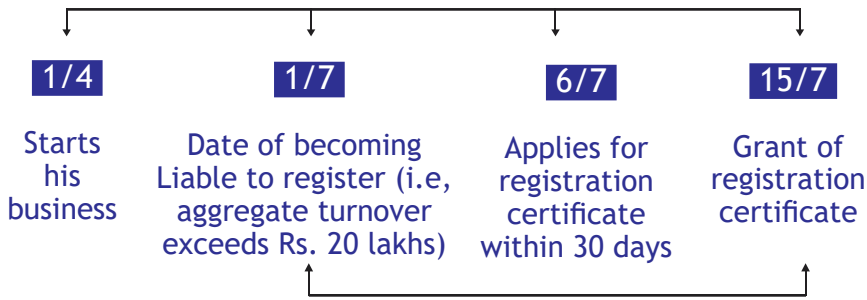 1/4
Starts
his
business
1/7
Date of becoming
Liable to register (i.e,
aggregate turnover
exceeds Rs. 20 lakhs)
6/7
Applies for
registration
certificate
within 30 days
15/7
Grant of
registration
certificate